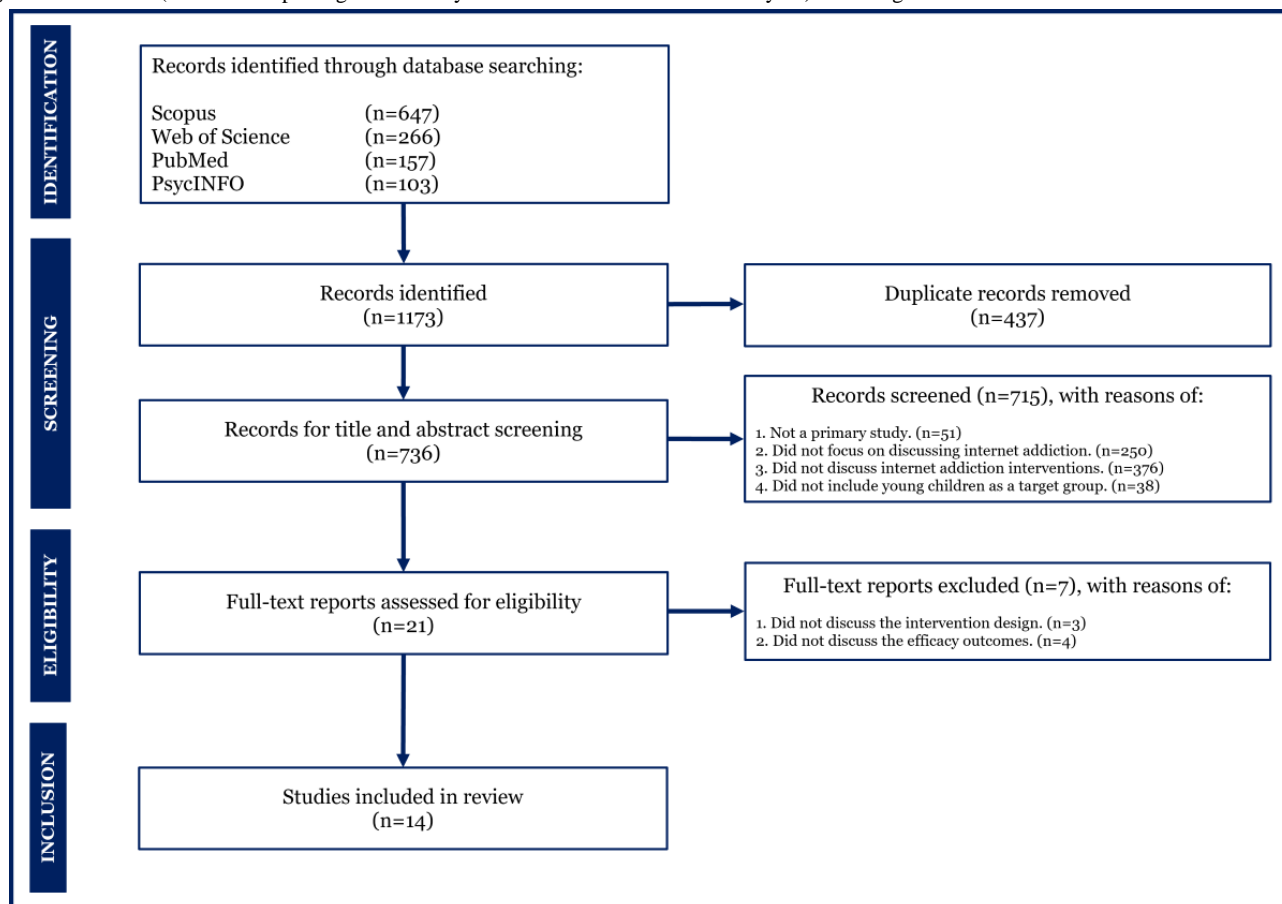 IDENTIFICATION
Records identified through database searching:
Scopus (n=647)
Web of Science (n=266)
PubMed (n=157)
PsycINFO (n=103)
SCREENING
Records identified
(n=1173)
Duplicate records removed
(n=437)
Records for title and abstract screening
(n=736)
Records screened (n=715), with reasons of:
1. Not a primary study. (n=51)
2. Did not focus on discussing internet addiction. (n=250)
3. Did not discuss internet addiction interventions. (n=376)
4. Did not include young children as a target group. (n=38)
ELIGIBILITY
Full-text reports assessed for eligibility
(n=21)
Full-text reports excluded (n=7), with reasons of:
1. Did not discuss the intervention design. (n=3)
2. Did not discuss the efficacy outcomes. (n=4)
INCLUSION
Studies included in review
(n=14)